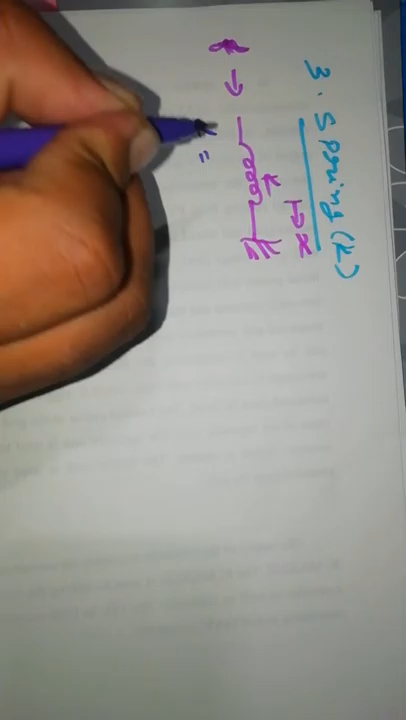 3. Spring (k)
x
k
=